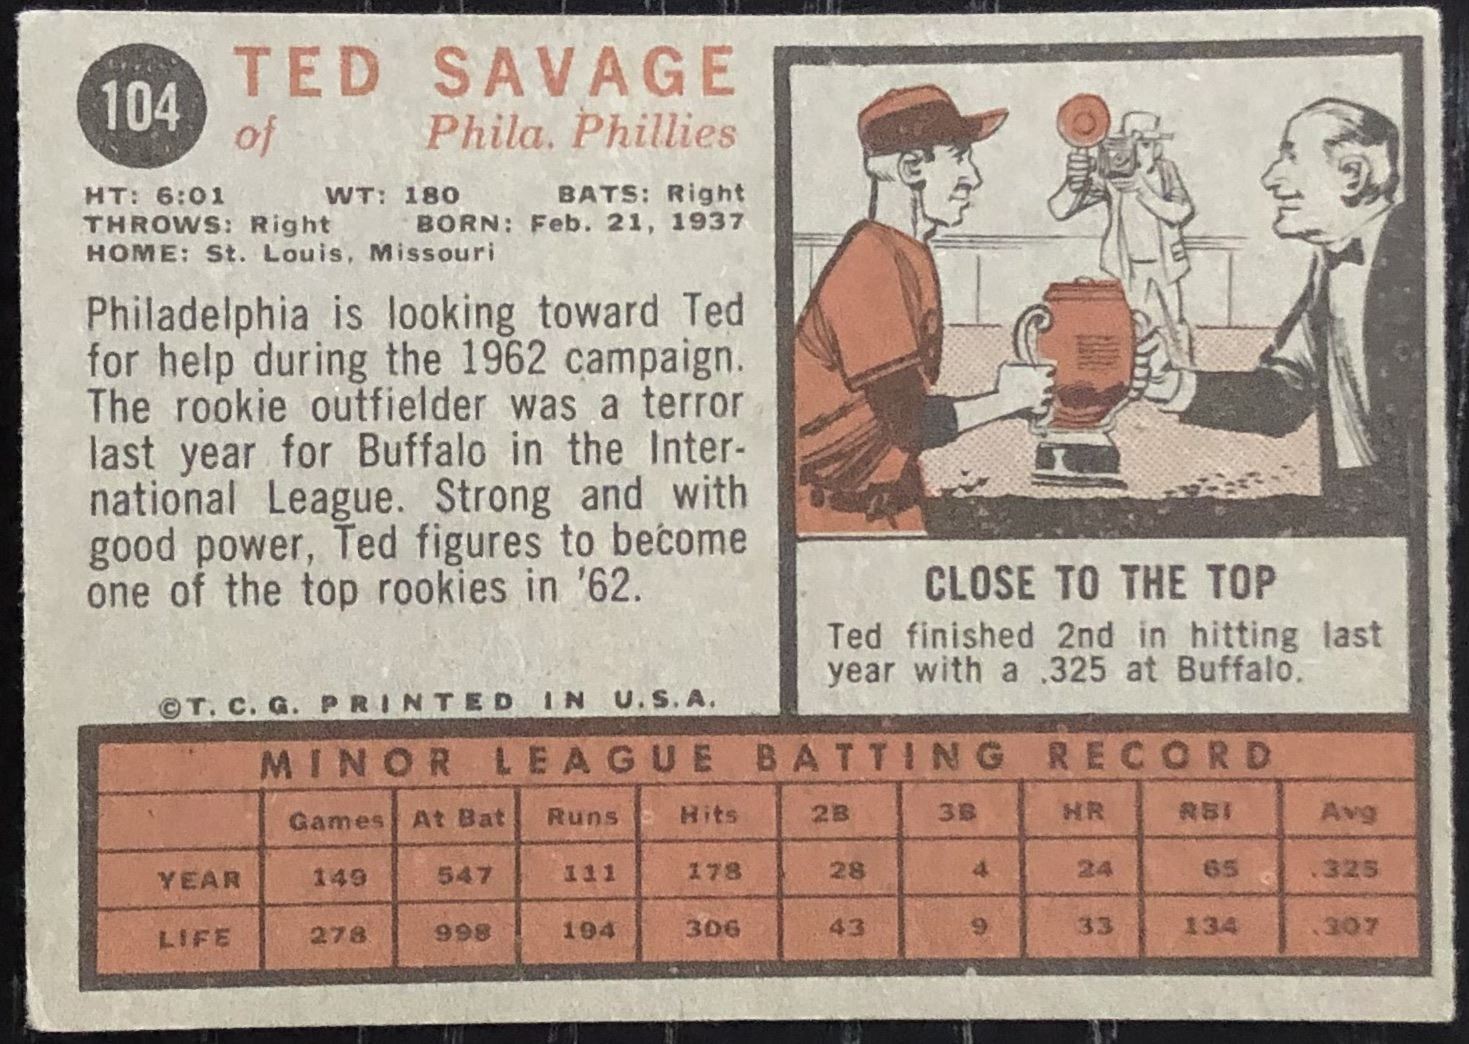 104
TED SAVAGE
of Phila. Phillies
HT: 6:01 WT: 180 BATS: Right
THROWS: Right BORN: Feb. 21, 1937
HOME: St. Louis, Missouri
Philadelphia is looking toward Ted
for help during the 1962 campaign.
The rookie outfielder was a terror
last year for Buffalo in the Inter-
national League. Strong and with
good power, Ted figures to become
one of the top rookies in '62.
©T. C. G. PRINTED IN U.S.A.
CLOSE TO THE TOP
Ted finished 2nd in hitting last
year with a .325 at Buffalo.
MINOR LEAGUE BATTING RECORD
Games At Bat Runs Hits 2B 3B HR RBI Avg
YEAR 149 547 111 178 28 4 24 65 .325
LIFE 278 998 194 306 43 9 33 134 .307